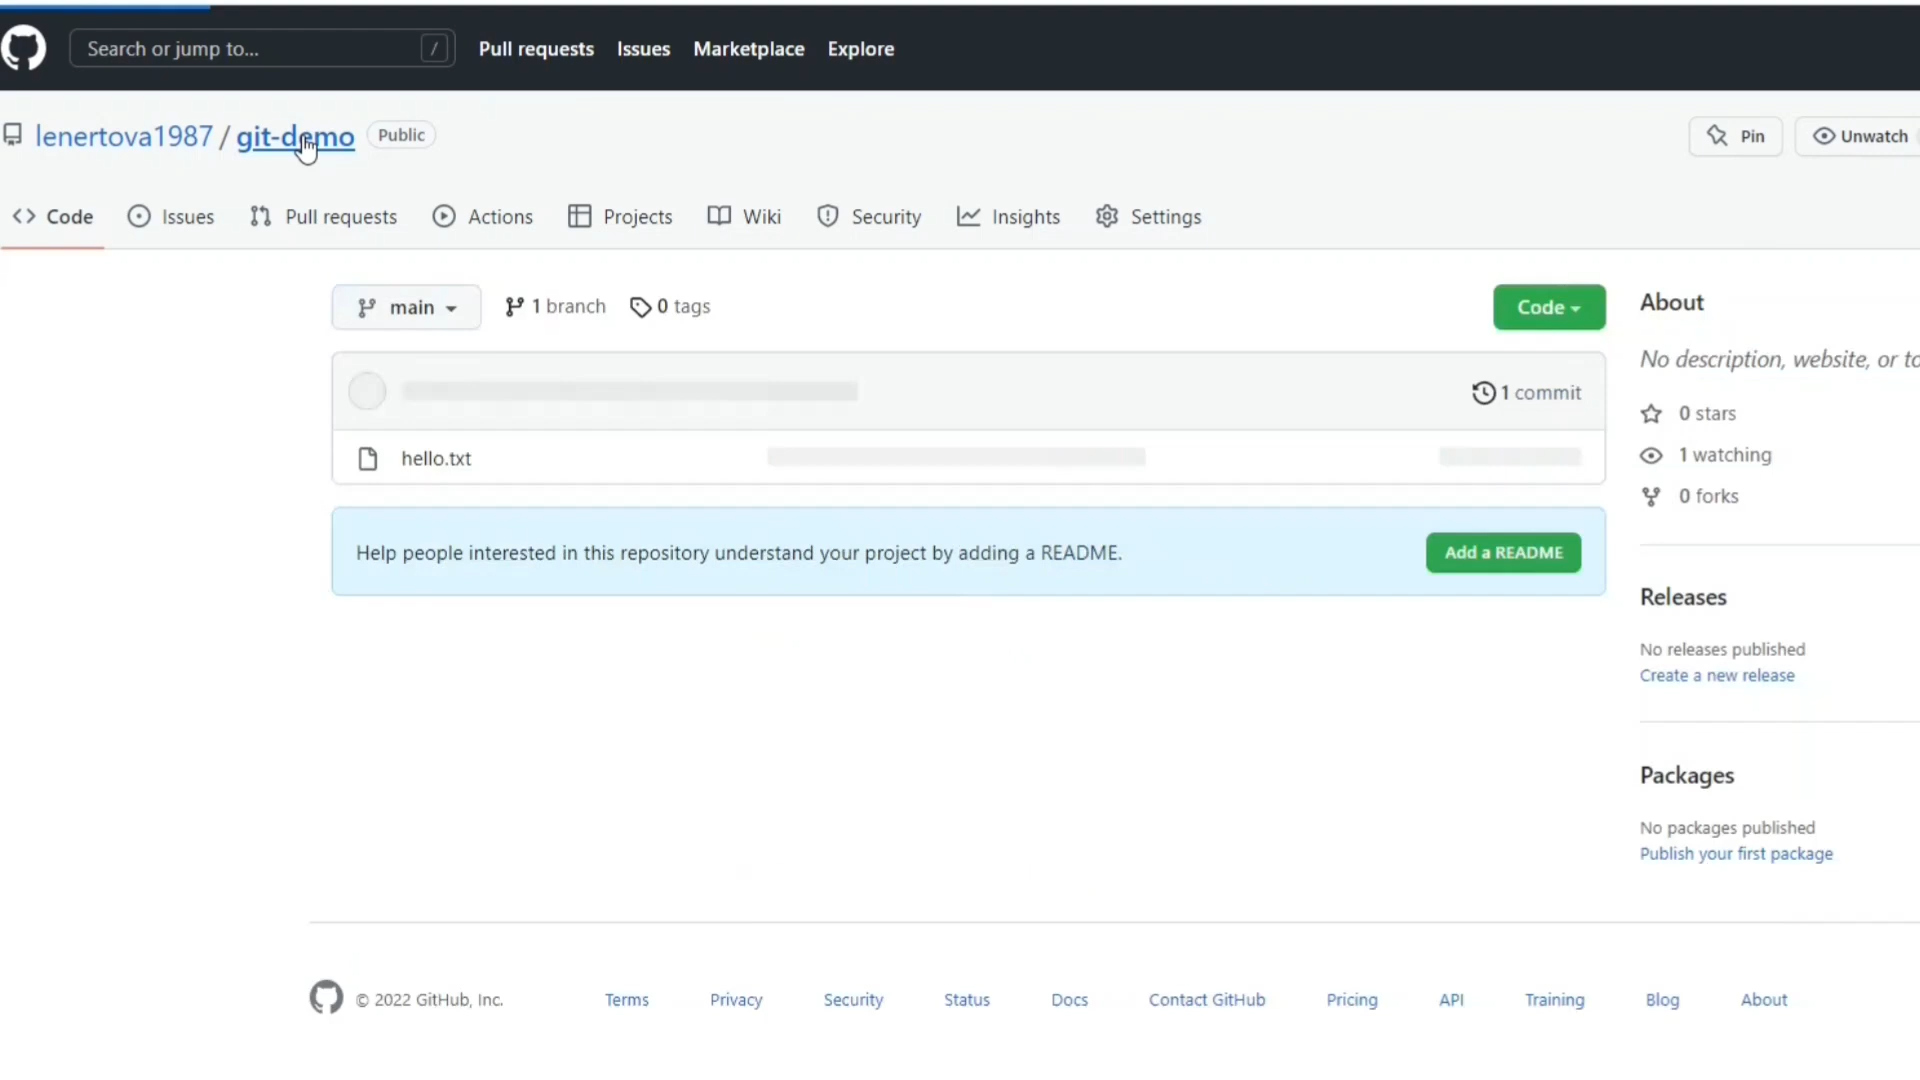 Search or jump to... / Pull requests Issues Marketplace Explore
lenertova1987 / git-demo Public Pin Unwatch
Code Issues Pull requests Actions Projects Wiki Security Insights Settings
main 1 branch 0 tags Code
1 commit
hello.txt
Help people interested in this repository understand your project by adding a README. Add a README
About
No description, website, or to
0 stars
1 watching
0 forks
Releases
No releases published
Create a new release
Packages
No packages published
Publish your first package
© 2022 GitHub, Inc. Terms Privacy Security Status Docs Contact GitHub Pricing API Training Blog About